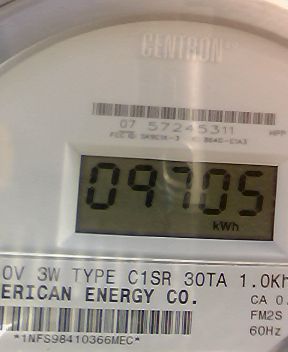 CENTRON
07 57245311
09705
kWh
0V 3W TYPE C1SR 30TA 1.0Kh
ERICAN ENERGY CO.
CA 0.
FM2S
60Hz
*1NFS98410366MEC*